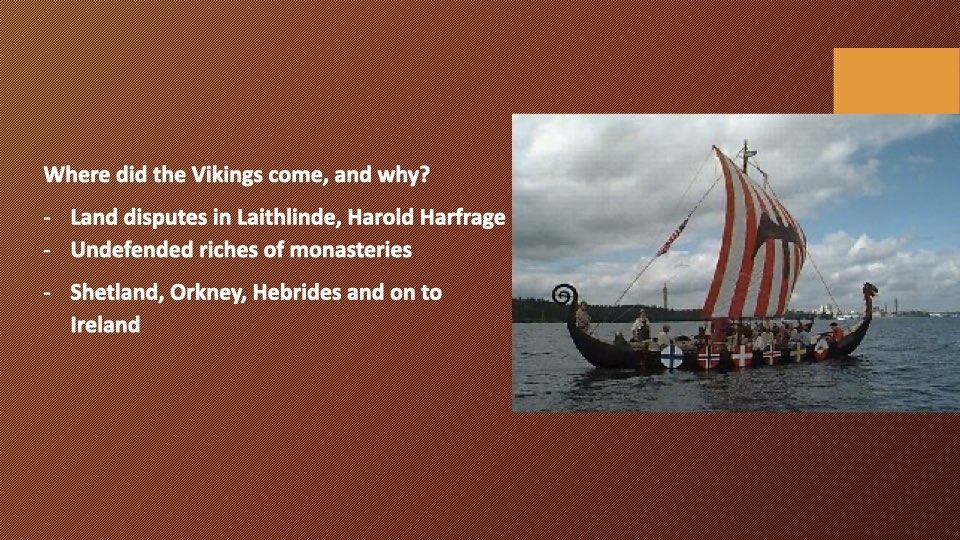 Where did the Vikings come, and why?
- Land disputes in Laithlinde, Harold Harfrage
- Undefended riches of monasteries
- Shetland, Orkney, Hebrides and on to
Ireland